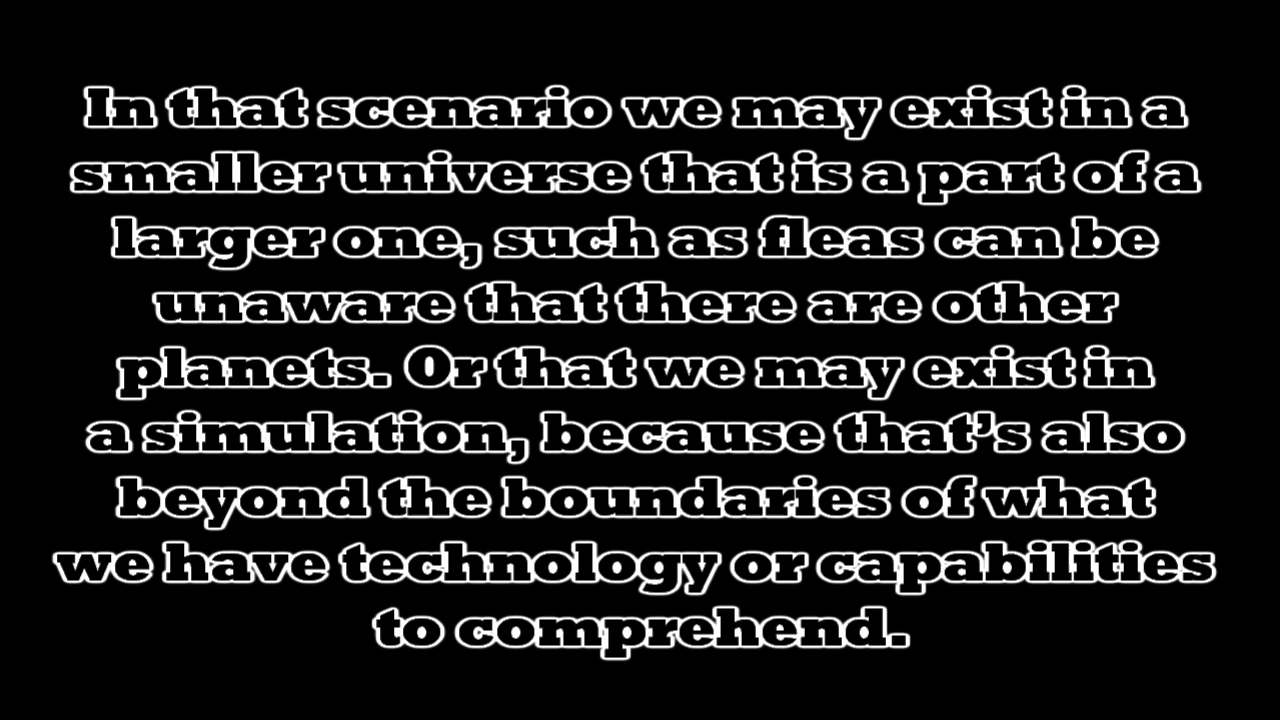 In that scenario we may exist in a
smaller universe that is a part of a
larger one, such as fleas can be
unaware that there are other
planets. Or that we may exist in
a simulation, because that's also
beyond the boundaries of what
we have technology or capabilities
to comprehend.